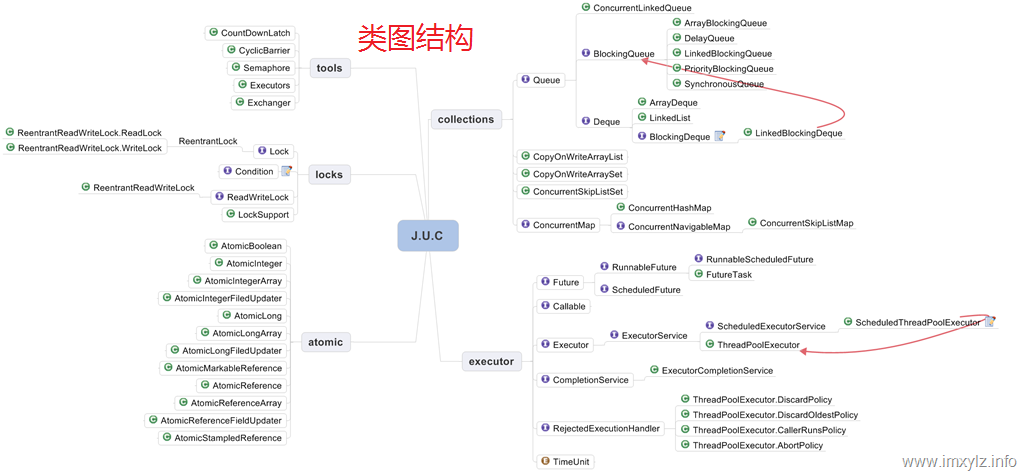 类图结构
J.U.C
tools
CountDownLatch
CyclicBarrier
Semaphore
Executors
Exchanger
locks
Lock
ReentrantLock
ReentrantReadWriteLock.ReadLock
ReentrantReadWriteLock.WriteLock
Condition
ReadWriteLock
ReentrantReadWriteLock
LockSupport
atomic
AtomicBoolean
AtomicInteger
AtomicIntegerArray
AtomicIntegerFiledUpdater
AtomicLong
AtomicLongArray
AtomicLongFiledUpdater
AtomicMarkableReference
AtomicReference
AtomicReferenceArray
AtomicReferenceFieldUpdater
AtomicStampledReference
collections
Queue
ConcurrentLinkedQueue
BlockingQueue
ArrayBlockingQueue
DelayQueue
LinkedBlockingQueue
PriorityBlockingQueue
SynchronousQueue
Deque
ArrayDeque
LinkedList
BlockingDeque
LinkedBlockingDeque
CopyOnWriteArrayList
CopyOnWriteArraySet
ConcurrentSkipListSet
ConcurrentMap
ConcurrentHashMap
ConcurrentNavigableMap
ConcurrentSkipListMap
executor
Future
RunnableFuture
RunnableScheduledFuture
FutureTask
ScheduledFuture
Callable
Executor
ExecutorService
ScheduledExecutorService
ScheduledThreadPoolExecutor
ThreadPoolExecutor
CompletionService
ExecutorCompletionService
RejectedExecutionHandler
ThreadPoolExecutor.DiscardPolicy
ThreadPoolExecutor.DiscardOldestPolicy
ThreadPoolExecutor.CallerRunsPolicy
ThreadPoolExecutor.AbortPolicy
TimeUnit
www.imxylz.info